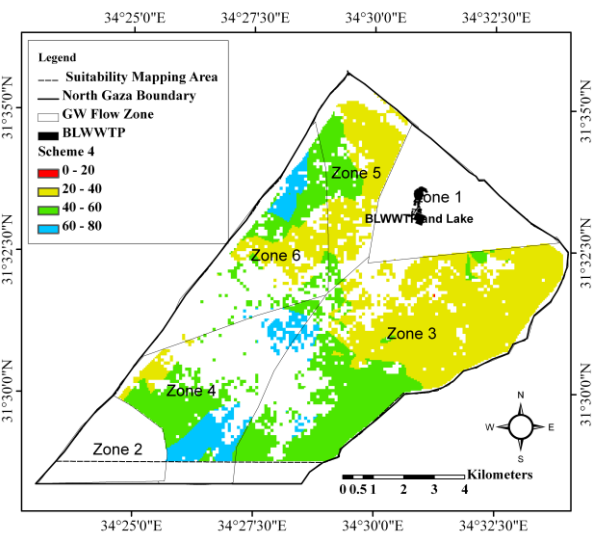 34°25'0"E 34°27'30"E 34°30'0"E 34°32'30"E
Legend
Suitability Mapping Area
North Gaza Boundary
GW Flow Zone
BLWWTP
Scheme 4
0 - 20
20 - 40
40 - 60
60 - 80
31°35'0"N
31°35'0"N
Zone 5
Zone 1
BLWWTP and Lake
31°32'30"N
31°32'30"N
Zone 6
Zone 3
31°30'0"N
31°30'0"N
Zone 4
Zone 2
N
W E
S
Kilometers
0 0.5 1 2 3 4
34°25'0"E 34°27'30"E 34°30'0"E 34°32'30"E